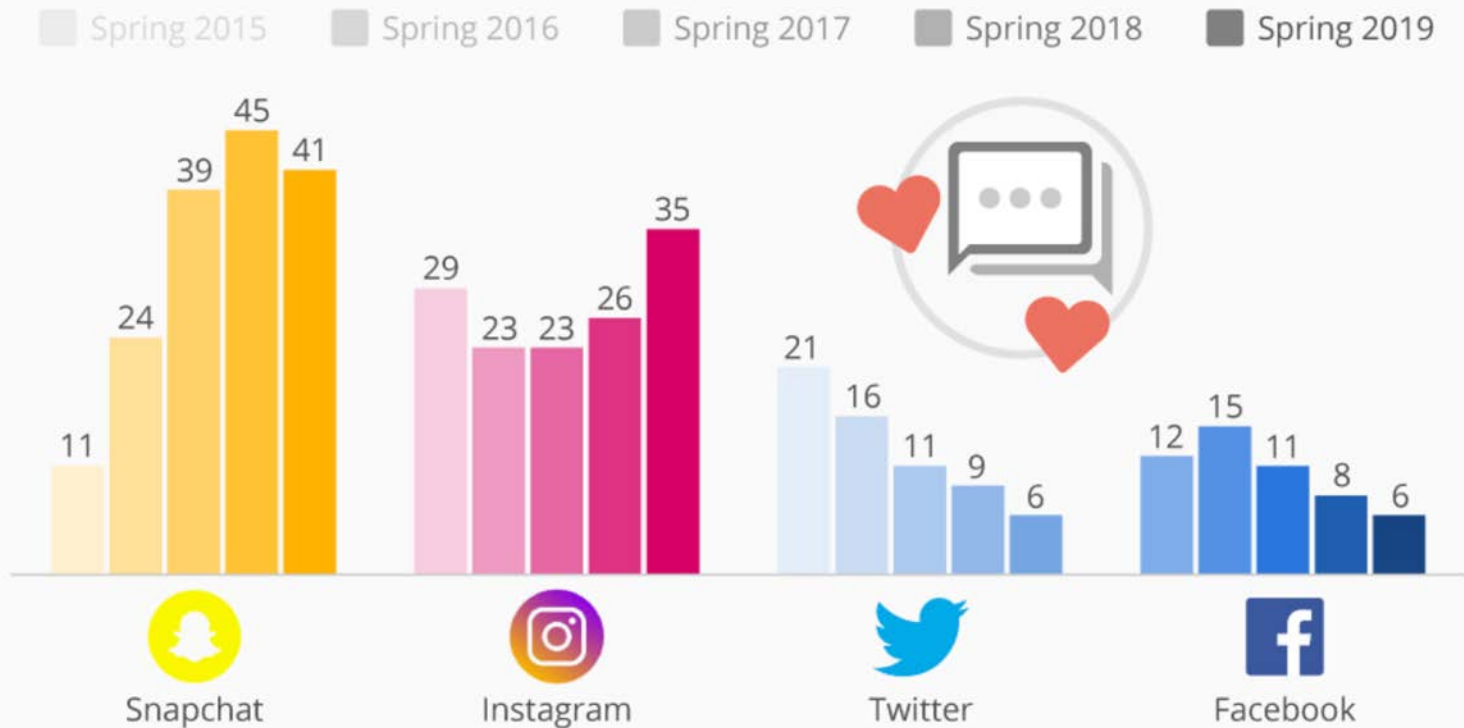 Spring 2015 Spring 2016 Spring 2017 Spring 2018 Spring 2019
11 24 39 45 41
29 23 23 26 35
21 16 11 9 6
12 15 11 8 6
Snapchat Instagram Twitter Facebook